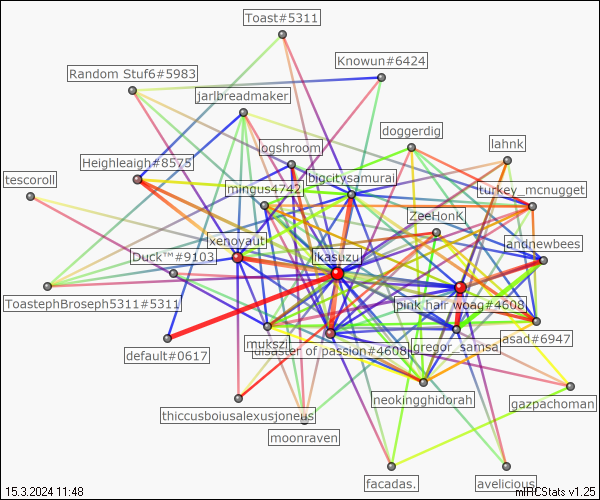 Toast#5311
Knowun#6424
Random Stuf6#5983
jarlbreadmaker
doggerdig
lahnk
ogshroom
Heighleaigh#8575
tescoroll
bigcitysamurai
mingus4742
turkey_mcnugget
ZeeHonK
xenoyaut
andnewbees
Duck™#9103
ikasuzu
ToastephBroseph5311#5311
pink hair woag#4608
default#0617
mukszi
disaster of passion#4608
gregor_samsa
asad#6947
neokingghidorah
gazpachoman
thiccusboiusalexusjoneus
moonraven
facadas.
avelicious
15.3.2024 11:48
mIRCStats v1.25